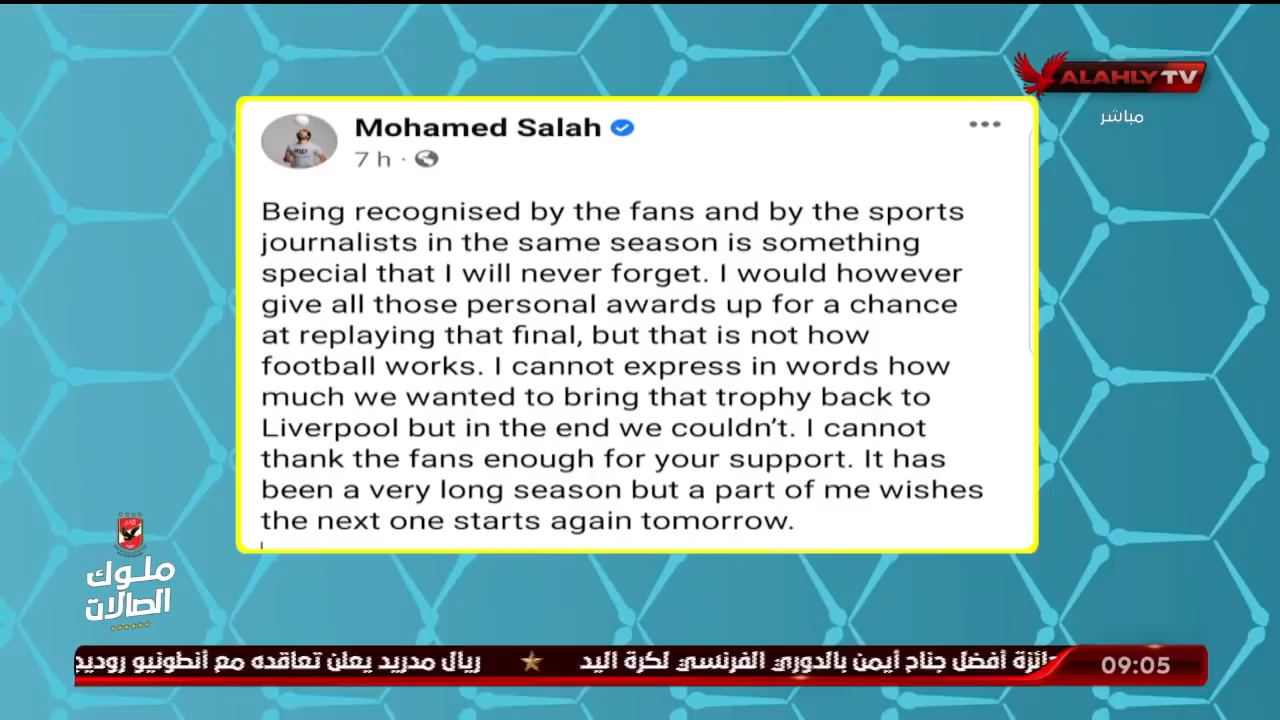 ALAHLY TV
مباشر
Mohamed Salah
7 h ·
Being recognised by the fans and by the sports
journalists in the same season is something
special that I will never forget. I would however
give all those personal awards up for a chance
at replaying that final, but that is not how
football works. I cannot express in words how
much we wanted to bring that trophy back to
Liverpool but in the end we couldn’t. I cannot
thank the fans enough for your support. It has
been a very long season but a part of me wishes
the next one starts again tomorrow.
ملوك
الصالات
أفضل جناح أيمن بالدوري الفرنسي لكرة اليد ★ ريال مدريد يعلن تعاقده مع أنطونيو
09:05